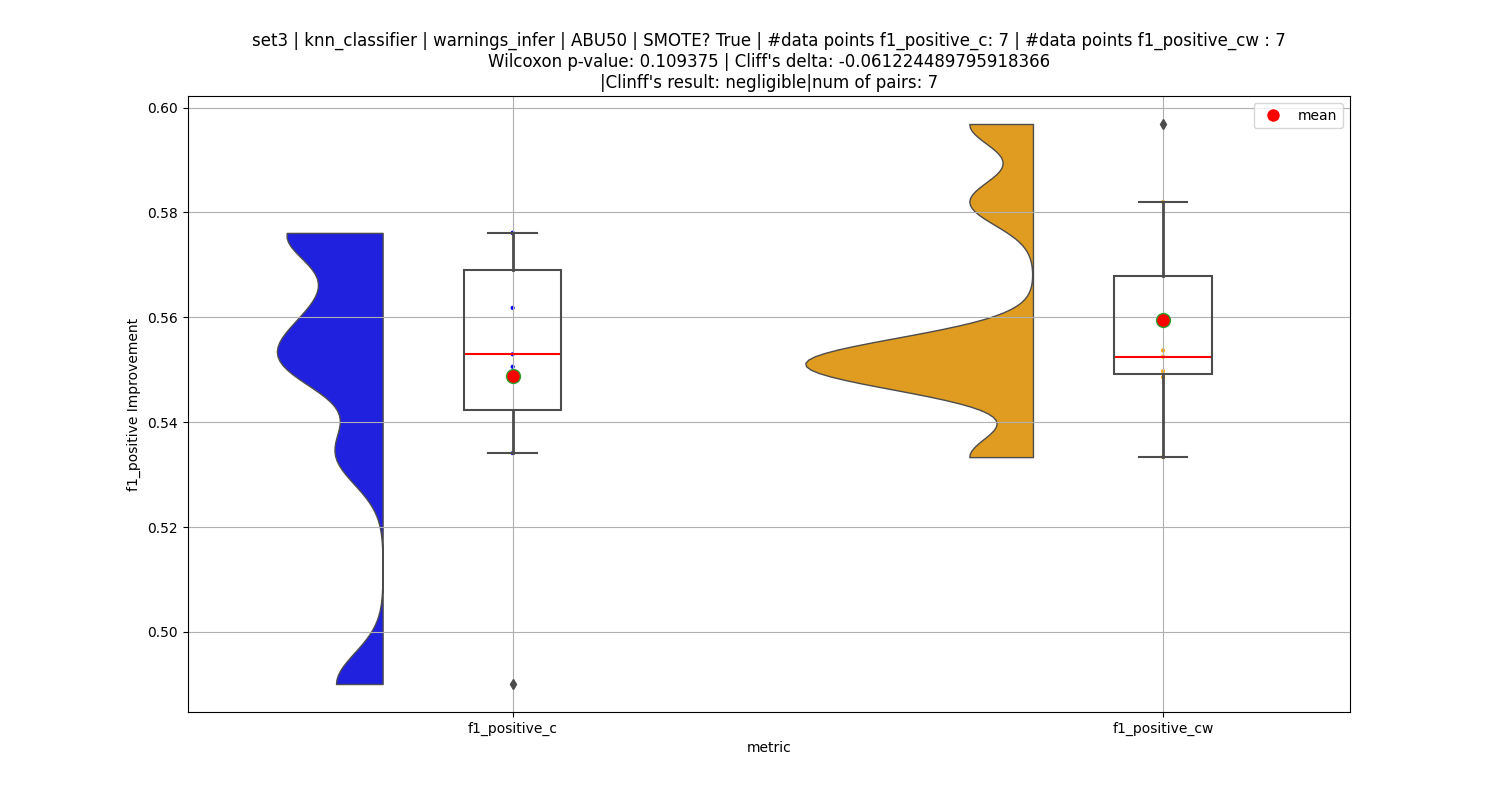 set3 | knn_classifier | warnings_infer | ABU50 | SMOTE? True | #data points f1_positive_c: 7 | #data points f1_positive_cw : 7
Wilcoxon p-value: 0.109375 | Cliff's delta: -0.061224489795918366
|Clinff's result: negligible|num of pairs: 7
mean
0.60
0.58
0.56
0.54
0.52
0.50
f1_positive Improvement
f1_positive_c
f1_positive_cw
metric